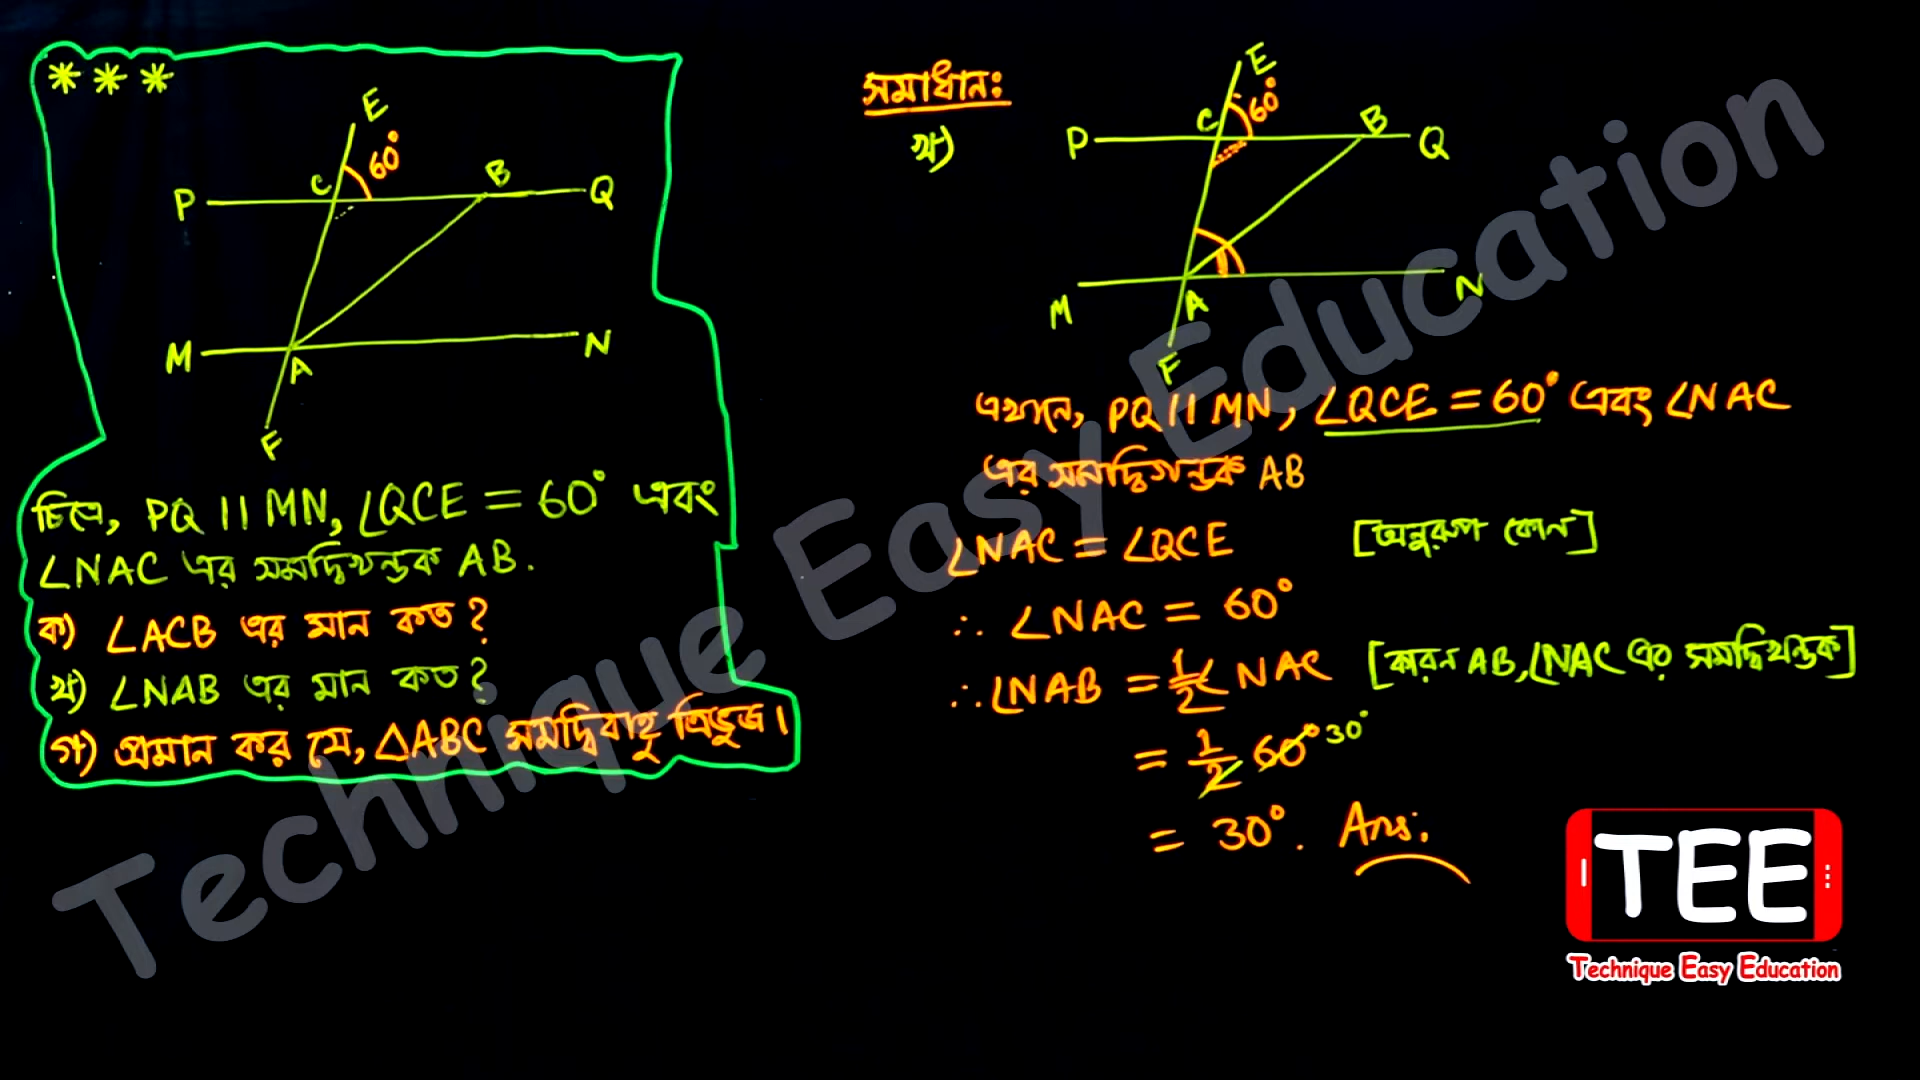 ***
E
60°
C
B
P
Q
M
N
A
F
চিত্রে, PQ || MN, ∠QCE = 60° এবং
∠NAC এর সমদ্বিখন্ডক AB.
ক) ∠ACB এর মান কত?
খ) ∠NAB এর মান কত?
গ) প্রমান কর যে, △ABC সমদ্বিবাহু ত্রিভুজ।
সমাধান:
খ)
E
60°
C
B
P
Q
M
N
A
F
এখানে, PQ || MN, ∠QCE = 60° এবং ∠NAC
এর সমদ্বিখন্ডক AB
∠NAC = ∠QCE [অনুরুপ কোন]
∴ ∠NAC = 60°
∴ ∠NAB = 1/2 ∠NAC [কারন AB, ∠NAC এর সমদ্বিখন্ডক]
= 1/2 60° 30°
= 30°. Ans:
Technique Easy Education
TEE
Technique Easy Education